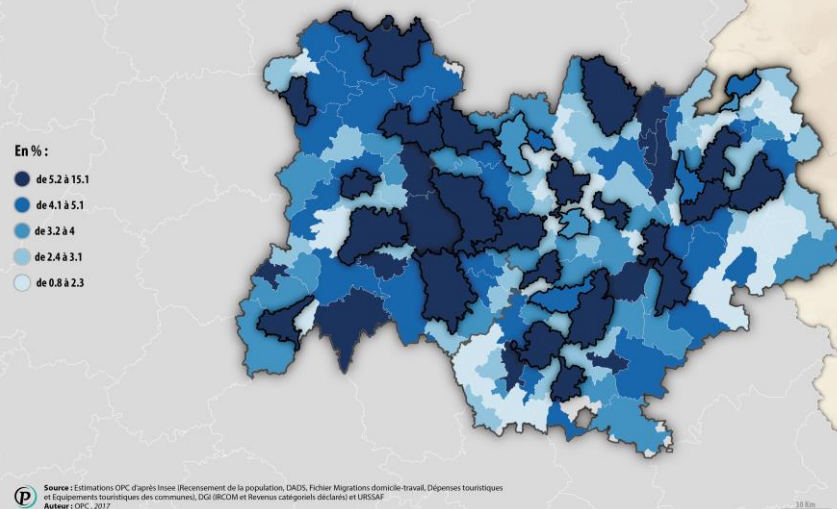 En % :
de 5.2 à 15.1
de 4.1 à 5.1
de 3.2 à 4
de 2.4 à 3.1
de 0.8 à 2.3
P Source : Estimations OPC d'après Insee (Recensement de la population, DADS, Fichier Migrations domicile-travail, Dépenses touristiques
et Equipements touristiques des communes), DGI (IRCOM et Revenus catégoriels déclarés) et URSSAF
Auteur : OPC, 2017
30 Km